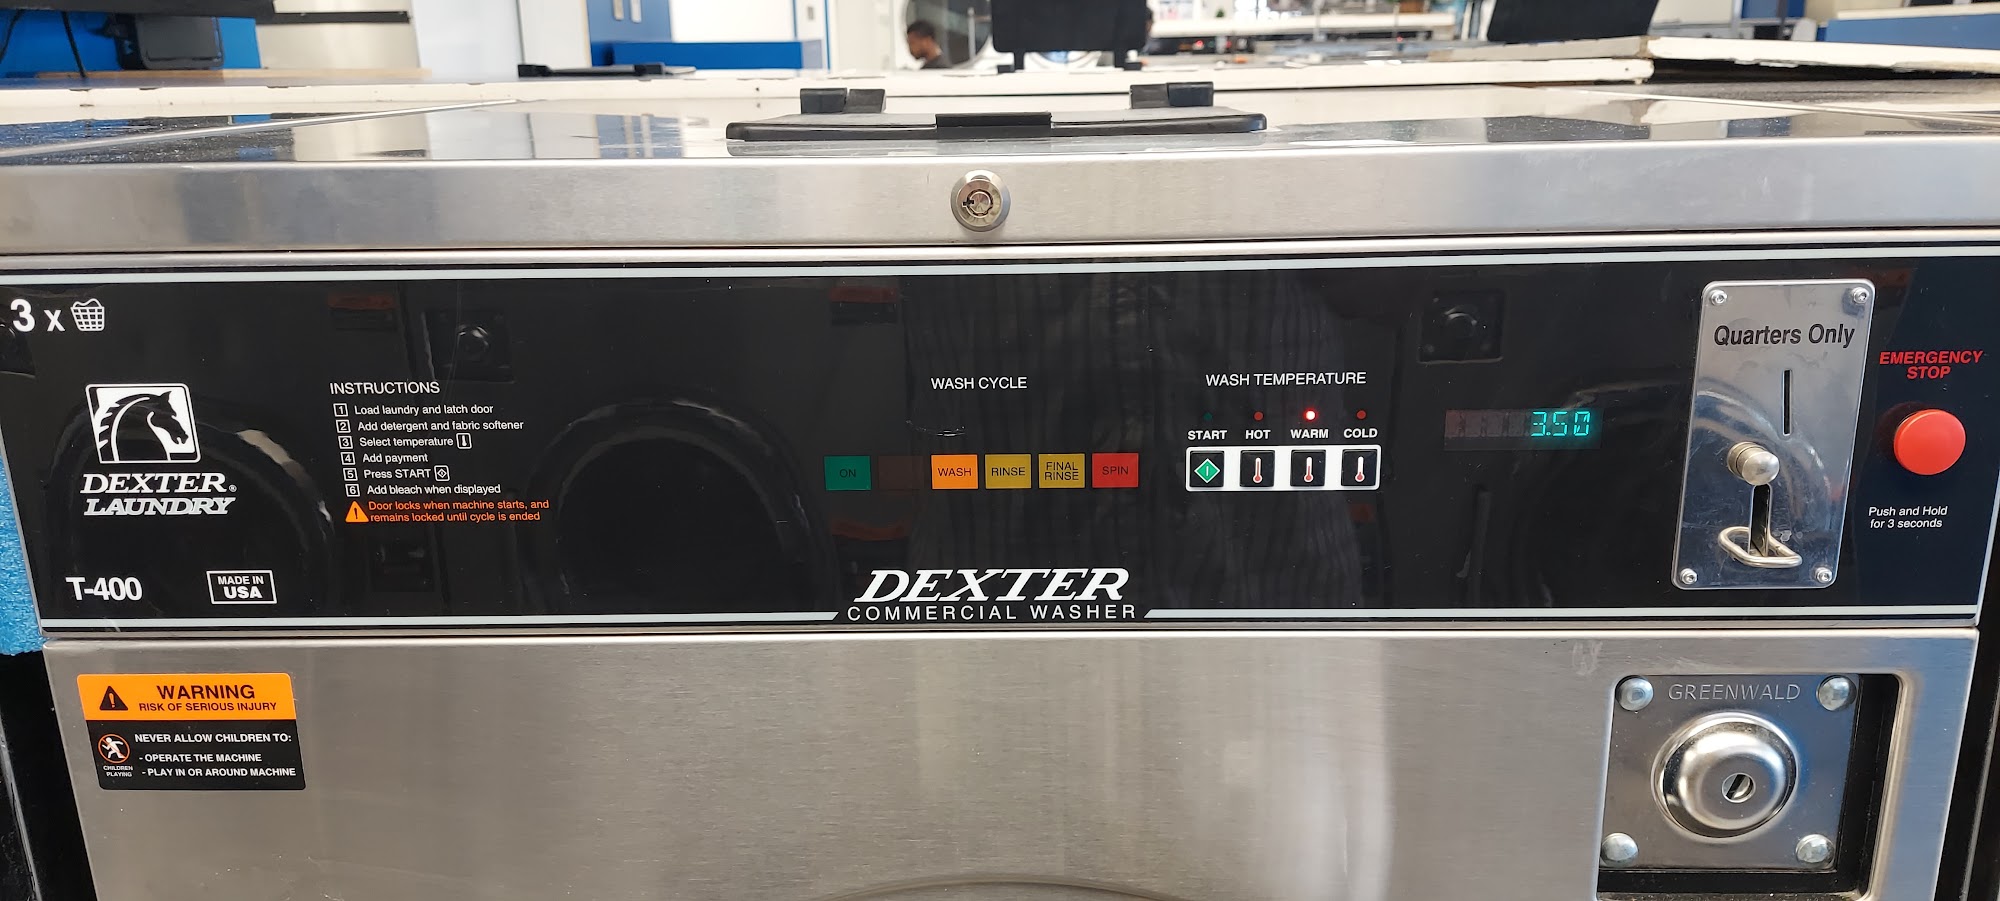 3 x
DEXTER®
LAUNDRY
T-400
MADE IN
USA
INSTRUCTIONS
1 Load laundry and latch door
2 Add detergent and fabric softener
3 Select temperature
4 Add payment
5 Press START
6 Add bleach when displayed
Door locks when machine starts, and
remains locked until cycle is ended
WASH CYCLE
ON
WASH
RINSE
FINAL
RINSE
SPIN
DEXTER
COMMERCIAL WASHER
WASH TEMPERATURE
START HOT WARM COLD
3.50
Quarters Only
EMERGENCY
STOP
Push and Hold
for 3 seconds
WARNING
RISK OF SERIOUS INJURY
CHILDREN
PLAYING
NEVER ALLOW CHILDREN TO:
- OPERATE THE MACHINE
- PLAY IN OR AROUND MACHINE
GREENWALD